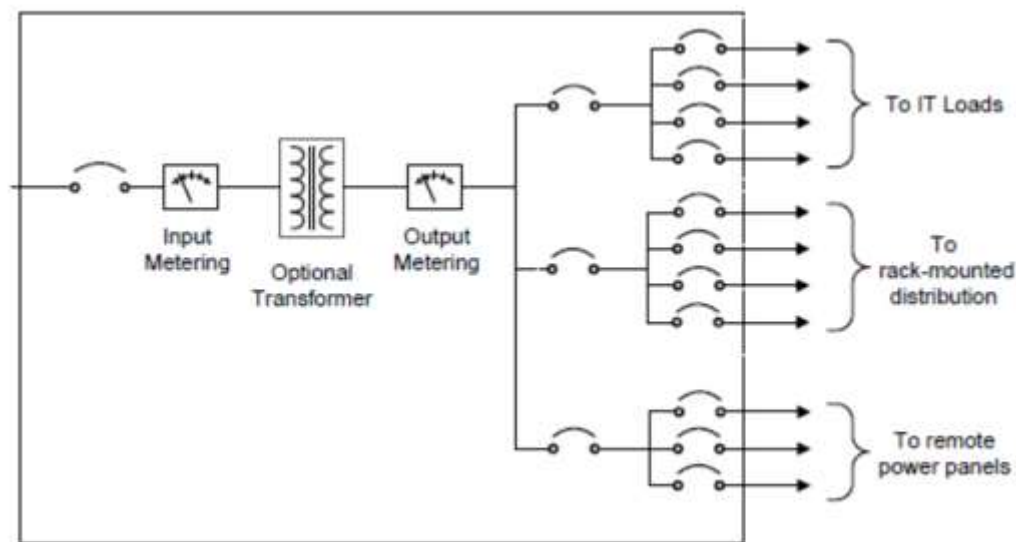 Input
Metering
Optional
Transformer
Output
Metering
To IT Loads
To
rack-mounted
distribution
To remote
power panels